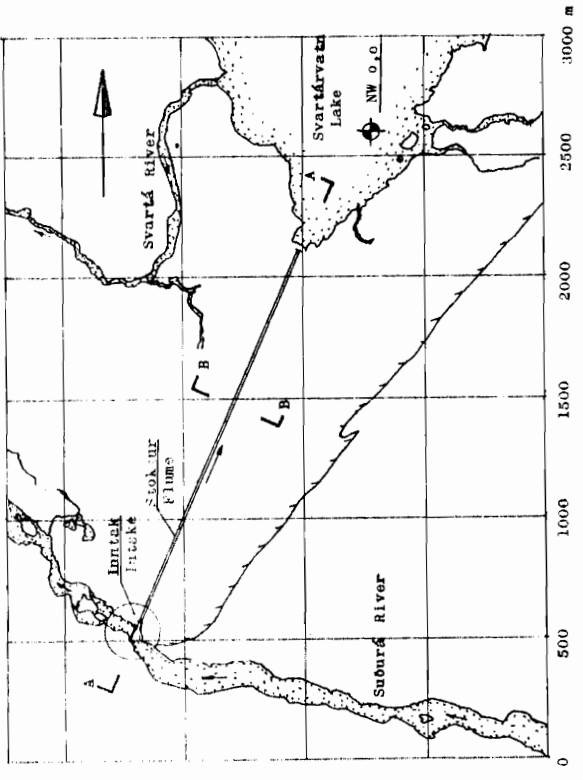 3000 m
2500
2000
1500
1000
500
0
Svartá River
Svartárvatn
Lake
NW 0,0
A
B
B
Stokkur
Flume
Inntak
Intake
A
Suðurá River